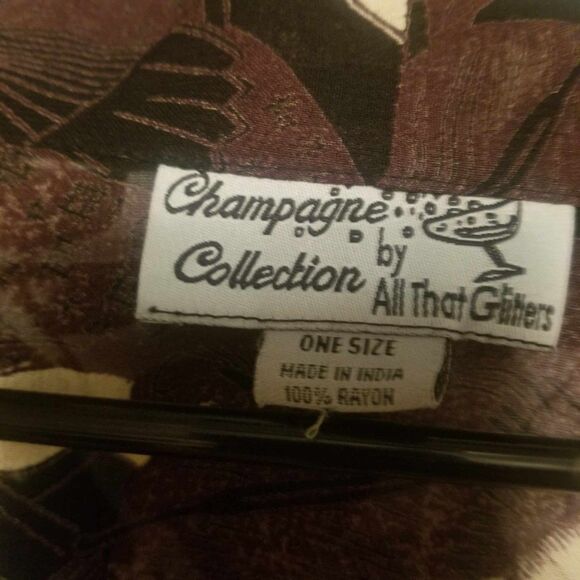 Champagne
Collection
by
All That Glitters
ONE SIZE
MADE IN INDIA
100% RAYON